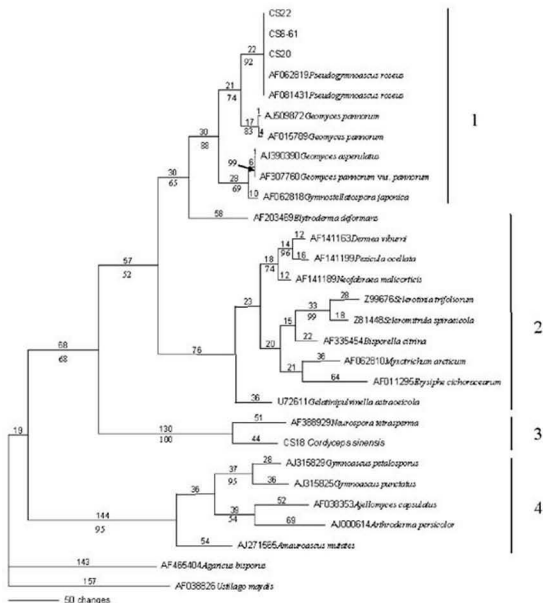 CS22
CS6-61
CS20
22
92
AF062819 Pseudogymnoascus roseus
21
AF081431 Pseudogymnoascus roseus
74
1
17
AJ509872 Geomyces pannorum
1
83
4
AF015789 Geomyces pannorum
30
88
1
AJ390390 Geomyces asperulatus
99
6
28
AF307760 Geomyces pannorum var. pannorum
69
10
AF062818 Gymnostellatospora japonica
30
65
58
AF203469 Elytroderma deformans
12
AF141163 Dermea viburni
14
18
96
16
AF141199 Pezicula ocellata
74
57
12
AF141189 Neofabraea malicorticis
52
23
28
Z99676 Sclerotinia trifoliorum
2
33
15
99
18
Z81448 Scleromitrula spiraeicola
20
22
AF335454 Bisporella citrina
68
76
36
AF062810 Myxotrichum arcticum
68
21
64
AF011295 Erysiphe cichoracearum
36
U72611 Gelatinipulvinella astraeicola
51
AF388929 Neurospora tetrasperma
130
3
19
100
44
CS18 Cordyceps sinensis
28
AJ315829 Gymnoascus petalosporus
37
95
36
AJ315825 Gymnoascus punctatus
36
52
AF038353 Ajellomyces capsulatus
39
4
144
54
69
AJ000614 Arthroderma persicolor
95
54
AJ271565 Amauroascus mutatus
143
AF465404 Agaricus bisporus
157
AF038826 Ustilago maydis
50 changes